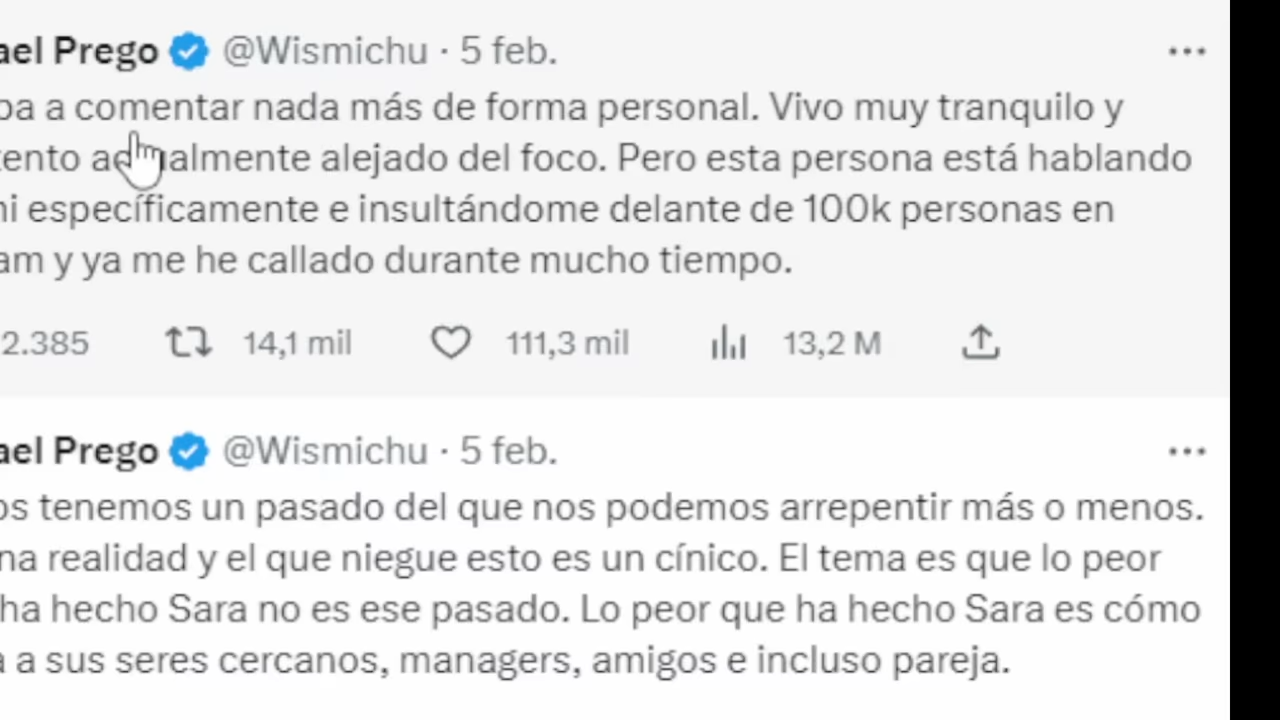 ael Prego @Wismichu · 5 feb.
ba a comentar nada más de forma personal. Vivo muy tranquilo y
tento actualmente alejado del foco. Pero esta persona está hablando
mi específicamente e insultándome delante de 100k personas en
am y ya me he callado durante mucho tiempo.
2.385 14,1 mil 111,3 mil 13,2 M
ael Prego @Wismichu · 5 feb.
os tenemos un pasado del que nos podemos arrepentir más o menos.
na realidad y el que niegue esto es un cínico. El tema es que lo peor
ha hecho Sara no es ese pasado. Lo peor que ha hecho Sara es cómo
a a sus seres cercanos, managers, amigos e incluso pareja.